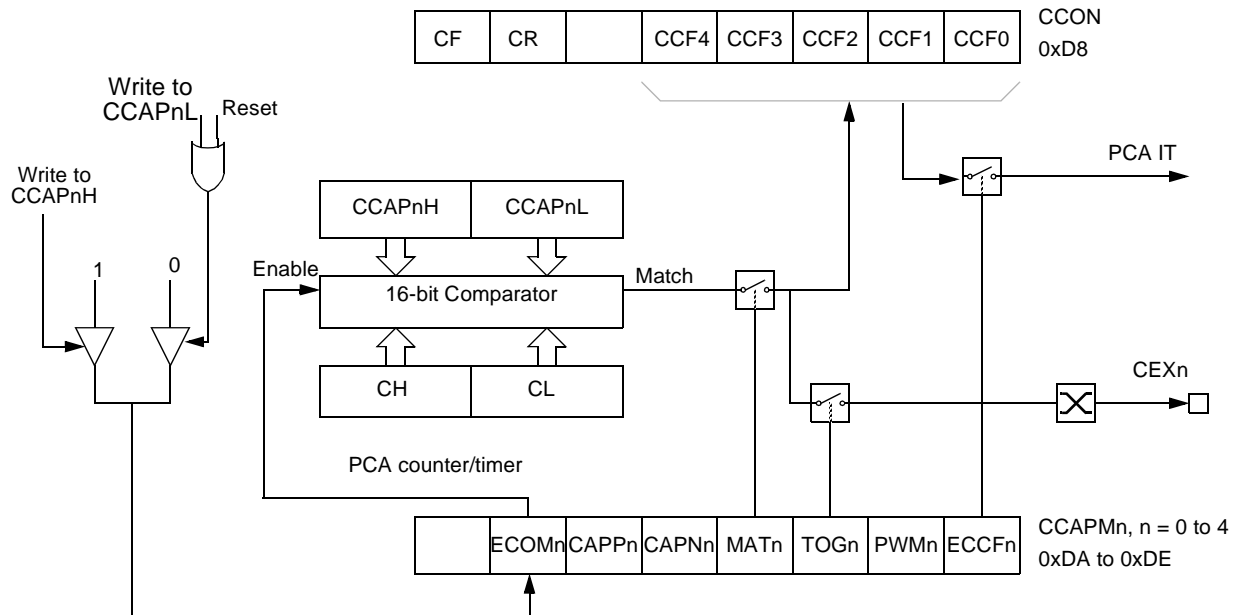 CF CR CCF4 CCF3 CCF2 CCF1 CCF0
CCON
0xD8
Write to
CCAPnL
Reset
Write to
CCAPnH
PCA IT
CCAPnH CCAPnL
1
0
Enable
16-bit Comparator
Match
CH CL
CEXn
PCA counter/timer
ECOMn CAPPn CAPNn MATn TOGn PWMn ECCFn
CCAPMn, n = 0 to 4
0xDA to 0xDE